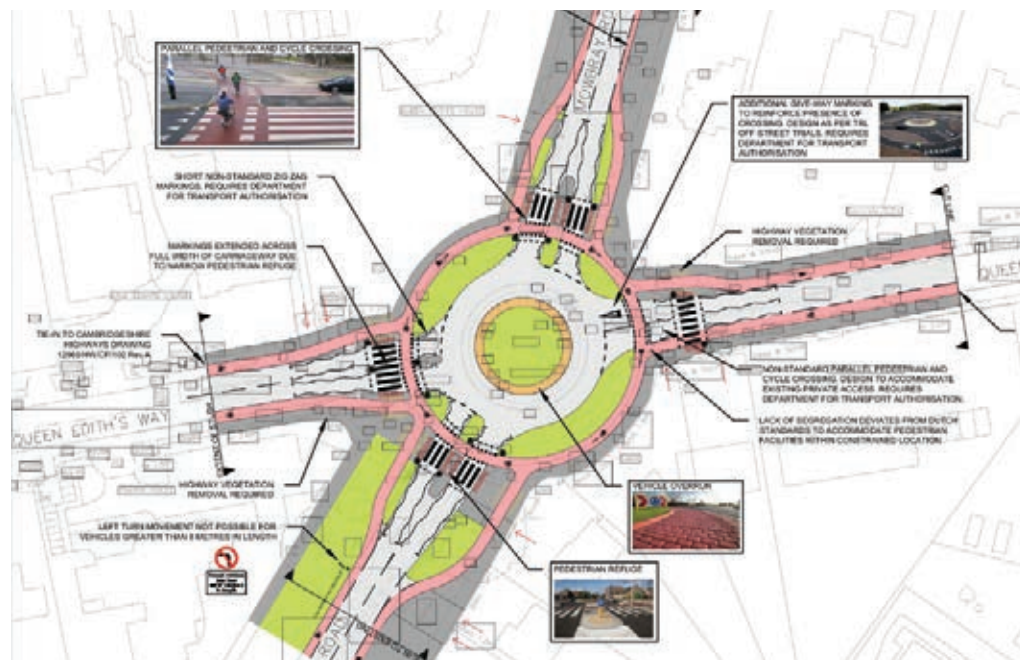 PARALLEL PEDESTRIAN AND CYCLE CROSSING
MOWBRAY
ADDITIONAL GIVE-WAY MARKING
TO REINFORCE PRESENCE OF
CROSSING. DESIGN AS PER TRL
OFF STREET TRIALS. REQUIRES
DEPARTMENT FOR TRANSPORT
AUTHORISATION
SHORT NON-STANDARD ZIG ZAG
MARKINGS. REQUIRES DEPARTMENT
FOR TRANSPORT AUTHORISATION
MARKINGS EXTENDED ACROSS
FULL WIDTH OF CARRIAGEWAY DUE
TO NARROW PEDESTRIAN REFUGE
HIGHWAY VEGETATION
REMOVAL REQUIRED
QUEEN
TIE-IN TO CAMBRIDGESHIRE
HIGHWAYS DRAWING
QUEEN EDITH'S WAY
NON-STANDARD PARALLEL PEDESTRIAN AND
CYCLE CROSSING. DESIGN TO ACCOMMODATE
EXISTING PRIVATE ACCESS. REQUIRES
DEPARTMENT FOR TRANSPORT AUTHORISATION.
LACK OF SEGREGATION DEVIATES FROM DUTCH
STANDARDS TO ACCOMMODATE PEDESTRIAN
FACILITIES WITHIN CONSTRAINED LOCATION
HIGHWAY VEGETATION
REMOVAL REQUIRED
VEHICLE OVERRUN
LEFT TURN MOVEMENT NOT POSSIBLE FOR
VEHICLES GREATER THAN 8 METRES IN LENGTH
PEDESTRIAN REFUGE
ROAD